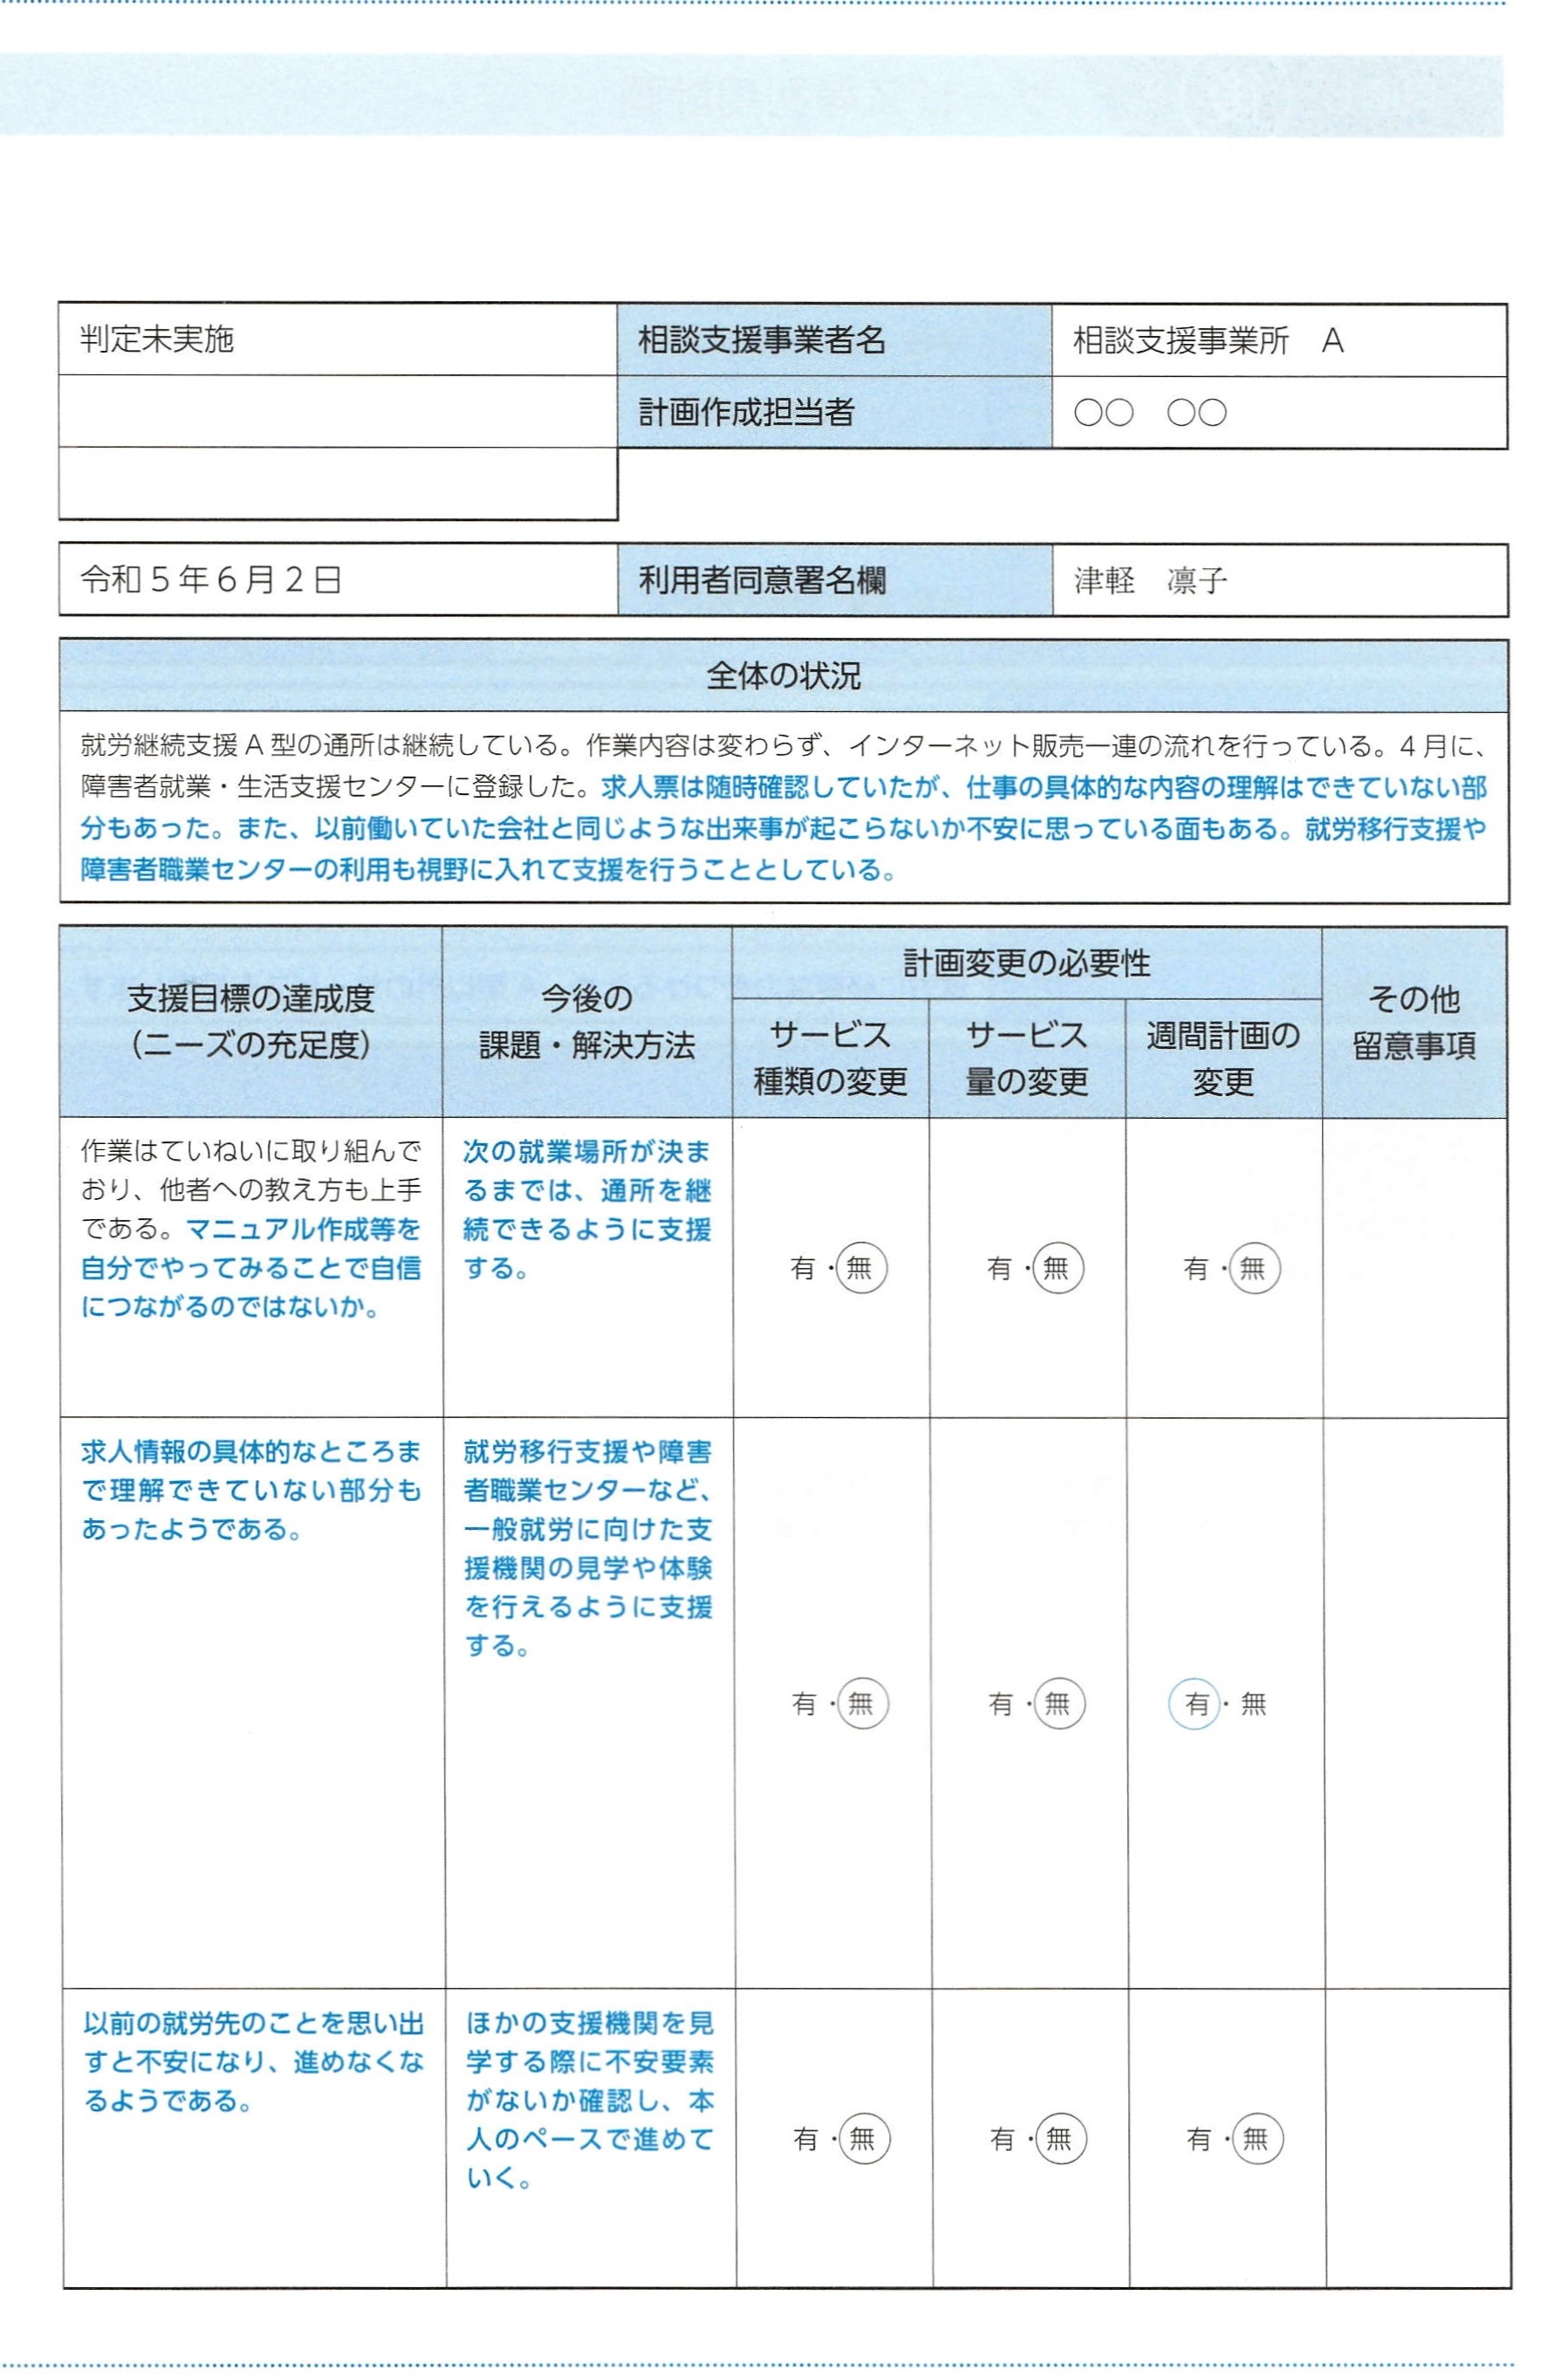 判定未実施
相談支援事業者名
相談支援事業所　A
計画作成担当者
○○　○○
令和5年6月2日
利用者同意署名欄
津軽　凛子
全体の状況
就労継続支援A型の通所は継続している。作業内容は変わらず、インターネット販売一連の流れを行っている。4月に、
障害者就業・生活支援センターに登録した。求人票は随時確認していたが、仕事の具体的な内容の理解はできていない部
分もあった。また、以前働いていた会社と同じような出来事が起こらないか不安に思っている面もある。就労移行支援や
障害者職業センターの利用も視野に入れて支援を行うこととしている。
支援目標の達成度
（ニーズの充足度）
今後の
課題・解決方法
計画変更の必要性
サービス
種類の変更
サービス
量の変更
週間計画の
変更
その他
留意事項
作業はていねいに取り組んで
おり、他者への教え方も上手
である。マニュアル作成等を
自分でやってみることで自信
につながるのではないか。
次の就業場所が決ま
るまでは、通所を継
続できるように支援
する。
有・無
有・無
有・無
求人情報の具体的なところま
で理解できていない部分も
あったようである。
就労移行支援や障害
者職業センターなど、
一般就労に向けた支
援機関の見学や体験
を行えるように支援
する。
有・無
有・無
有・無
以前の就労先のことを思い出
すと不安になり、進めなくな
るようである。
ほかの支援機関を見
学する際に不安要素
がないか確認し、本
人のペースで進めて
いく。
有・無
有・無
有・無